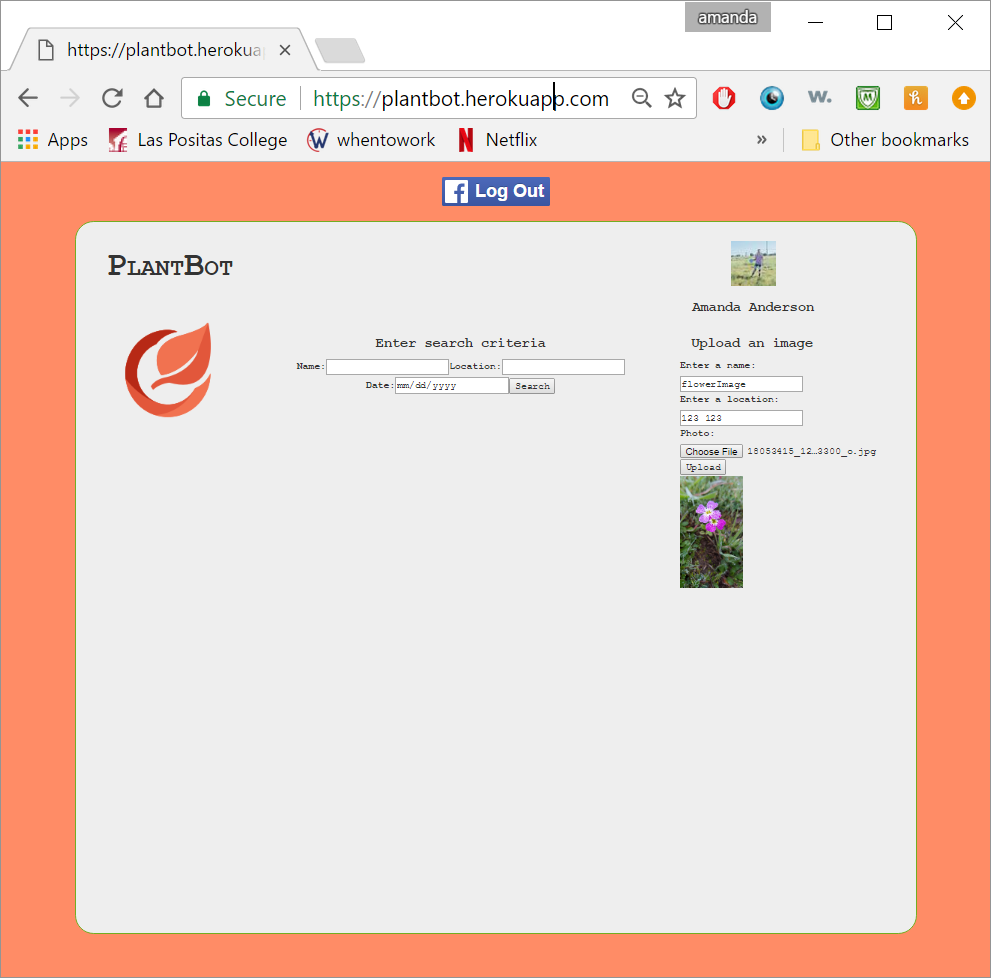 amanda
https://plantbot.herokua
Secure https://plantbot.herokuapp.com w. M h
Apps Las Positas College W whentowork N Netflix » Other bookmarks
f Log Out
PlantBot
Amanda Anderson
Enter search criteria
Name: Location:
Date: mm/dd/yyyy Search
Upload an image
Enter a name:
flowerImage
Enter a location:
123 123
Photo:
Choose File 18053415_12…3300_o.jpg
Upload